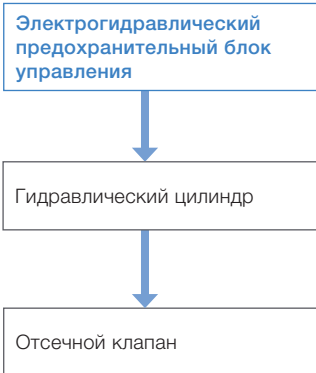 Электрогидравлический
предохранительный блок
управления
Гидравлический цилиндр
Отсечной клапан